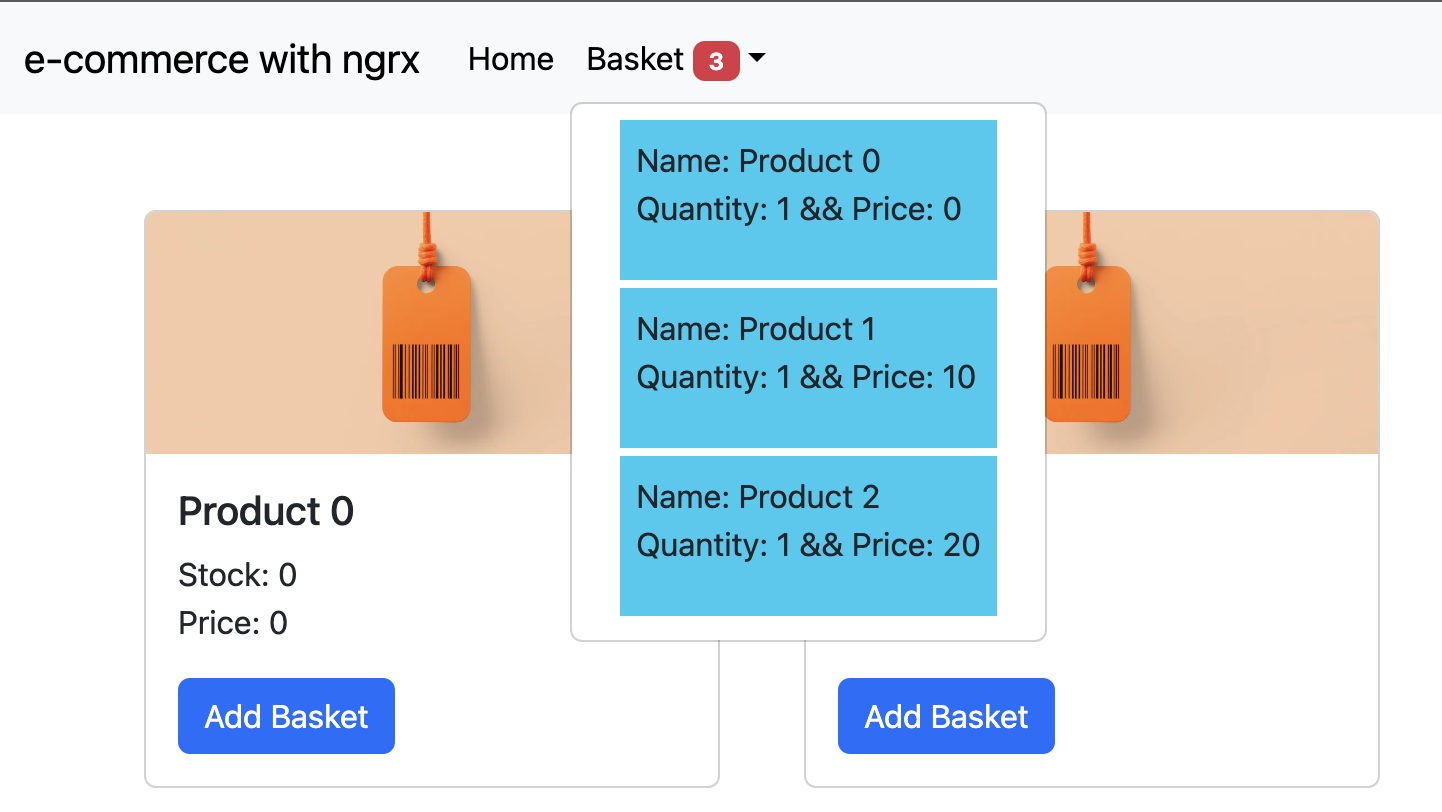 e-commerce with ngrx Home Basket 3
Name: Product 0
Quantity: 1 && Price: 0
Name: Product 1
Quantity: 1 && Price: 10
Name: Product 2
Quantity: 1 && Price: 20
Product 0
Stock: 0
Price: 0
Add Basket
Add Basket